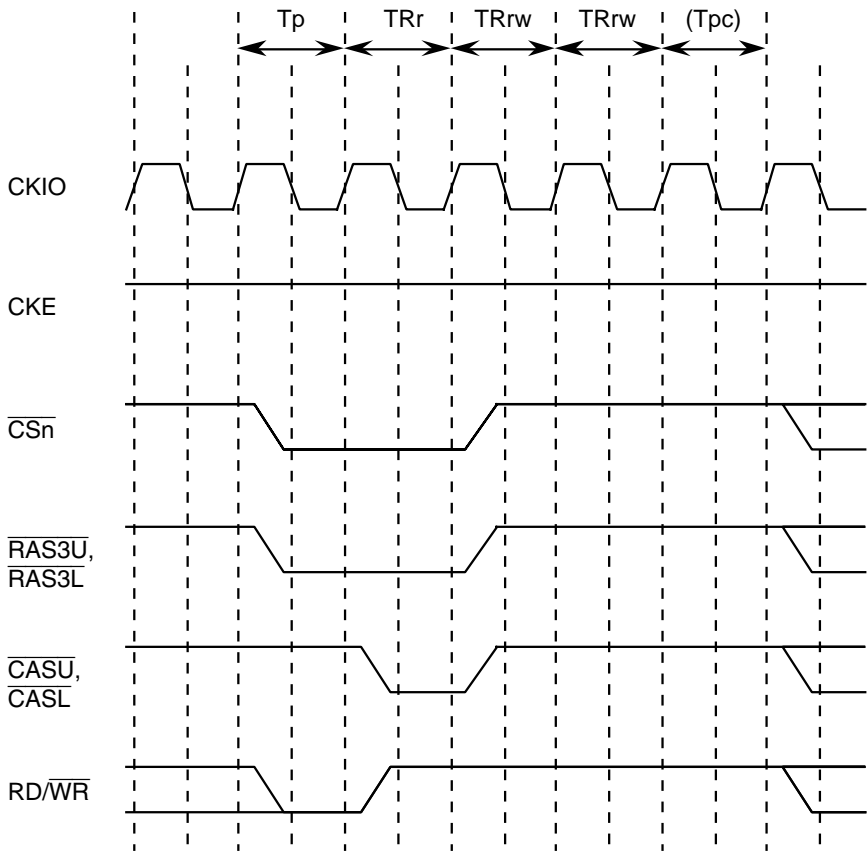 Tp TRr TRrw TRrw (Tpc)
CKIO
CKE
CSn
RAS3U,
RAS3L
CASU,
CASL
RD/WR